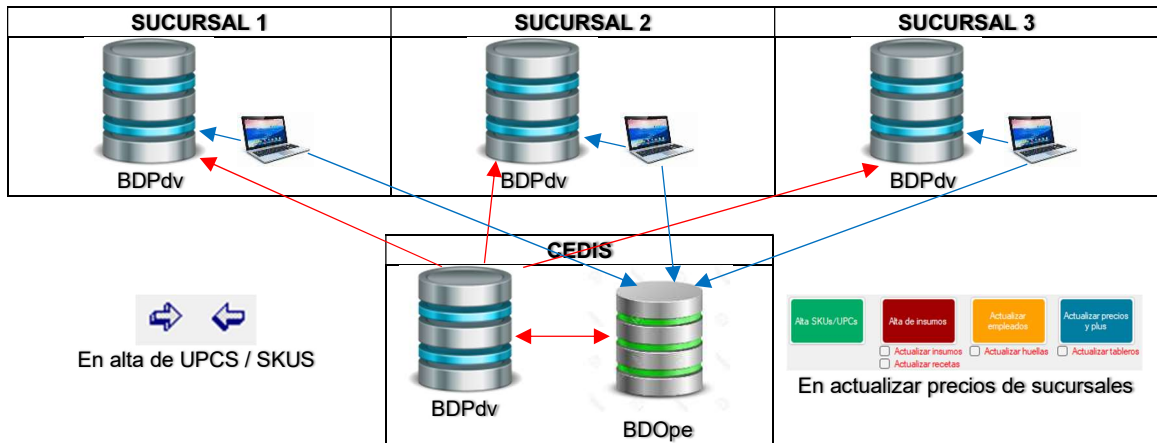 SUCURSAL 1
SUCURSAL 2
SUCURSAL 3
BDPdv
BDPdv
BDPdv
CEDIS
BDPdv
BDOpe
En alta de UPCS / SKUS
Alta SKUs/UPCs
Alta de insumos
Actualizar
empleados
Actualizar precios
y plus
Actualizar insumos
Actualizar recetas
Actualizar huellas
Actualizar tableros
En actualizar precios de sucursales